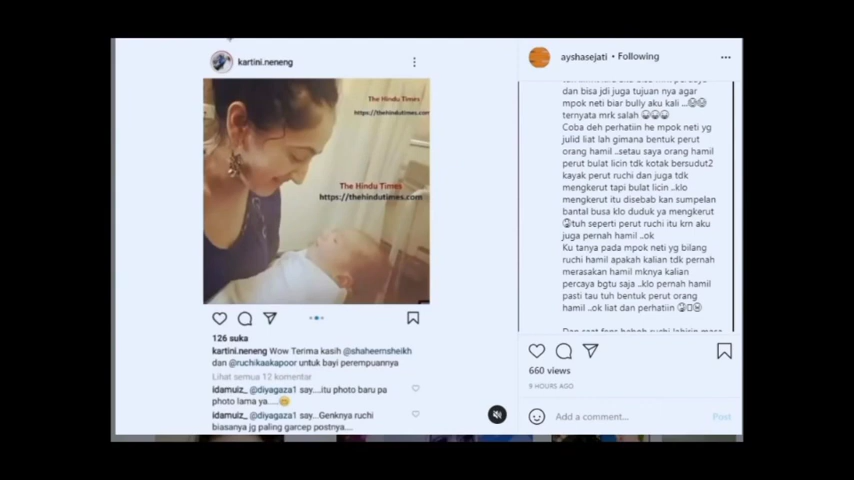 kartini.neneng
The Hindu Times
https://thehindutimes.com
The Hindu Times
https://thehindutimes.com
126 suka
kartini.neneng Wow Terima kasih @shaheemsheikh
dan @ruchikaakapoor untuk bayi perempuannya
Lihat semua 12 komentar
idamuiz_ @diyagaza1 say....itu photo baru pa
photo lama ya.....
idamuiz_ @diyagaza1 say...Genknya ruchi
biasanya jg paling garcep postnya....
ayshasejati • Following
dan bisa jdi juga tujuan nya agar
mpok neti biar bully aku kali ...
ternyata mrk salah
Coba deh perhatiin he mpok neti yg
julid liat lah gimana bentuk perut
orang hamil ..setau saya orang hamil
perut bulat licin tdk kotak bersudut2
kayak perut ruchi dan juga tdk
mengkerut tapi bulat licin ..klo
mengkerut itu disebab kan sumpelan
bantal busa klo duduk ya mengkerut
tuh seperti perut ruchi itu krn aku
juga pernah hamil ..ok
Ku tanya pada mpok neti yg bilang
ruchi hamil apakah kalian tdk pernah
merasakan hamil mknya kalian
percaya bgtu saja ..klo pernah hamil
pasti tau tuh bentuk perut orang
hamil ..ok liat dan perhatiin
660 views
9 HOURS AGO
Add a comment...
Post